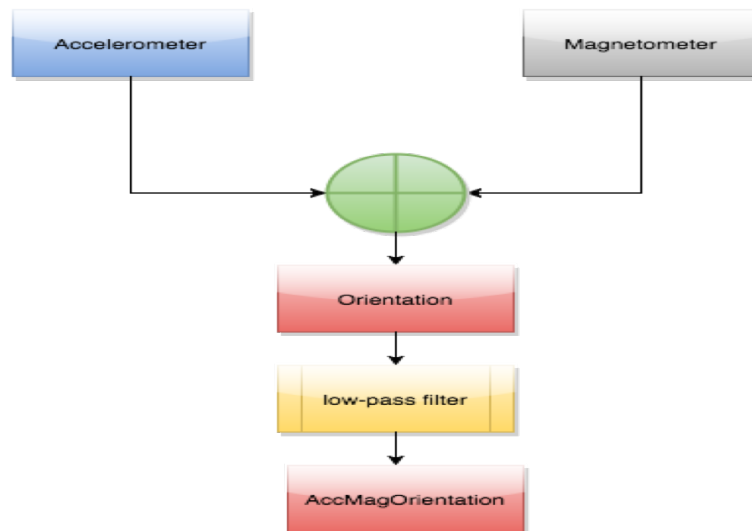 Accelerometer
Magnetometer
Orientation
low-pass filter
AccMagOrientation